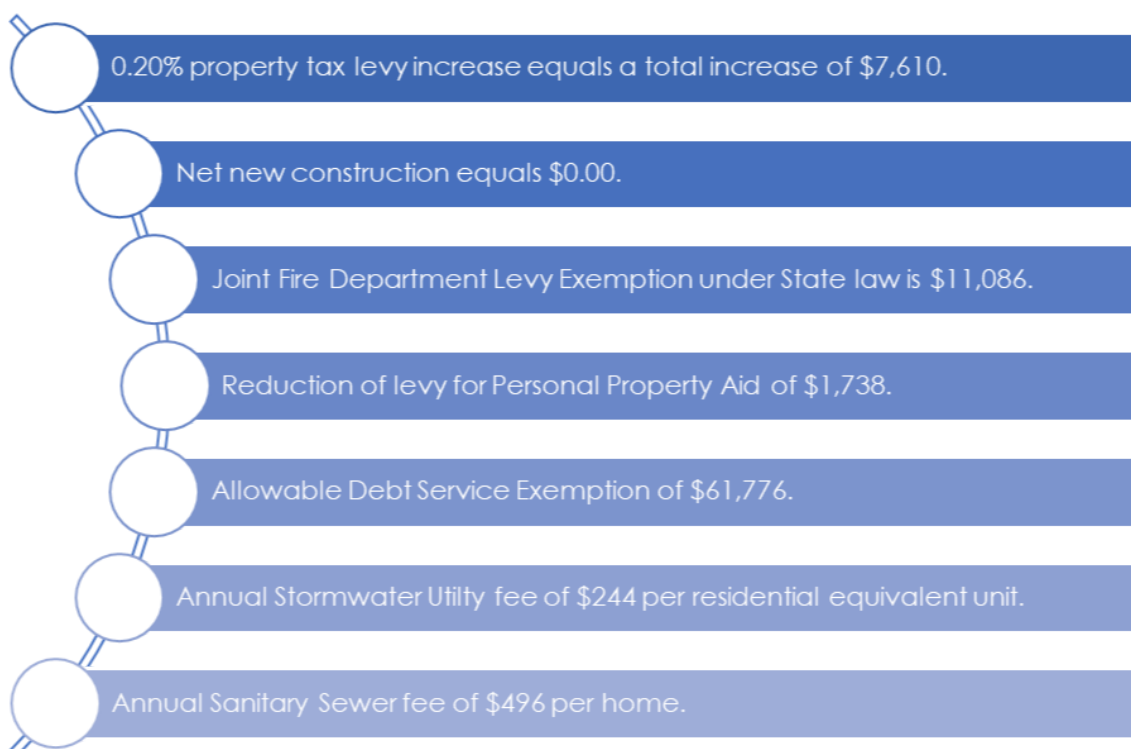 0.20% property tax levy increase equals a total increase of $7,610.
Net new construction equals $0.00.
Joint Fire Department Levy Exemption under State law is $11,086.
Reduction of levy for Personal Property Aid of $1,738.
Allowable Debt Service Exemption of $61,776.
Annual Stormwater Utilty fee of $244 per residential equivalent unit.
Annual Sanitary Sewer fee of $496 per home.